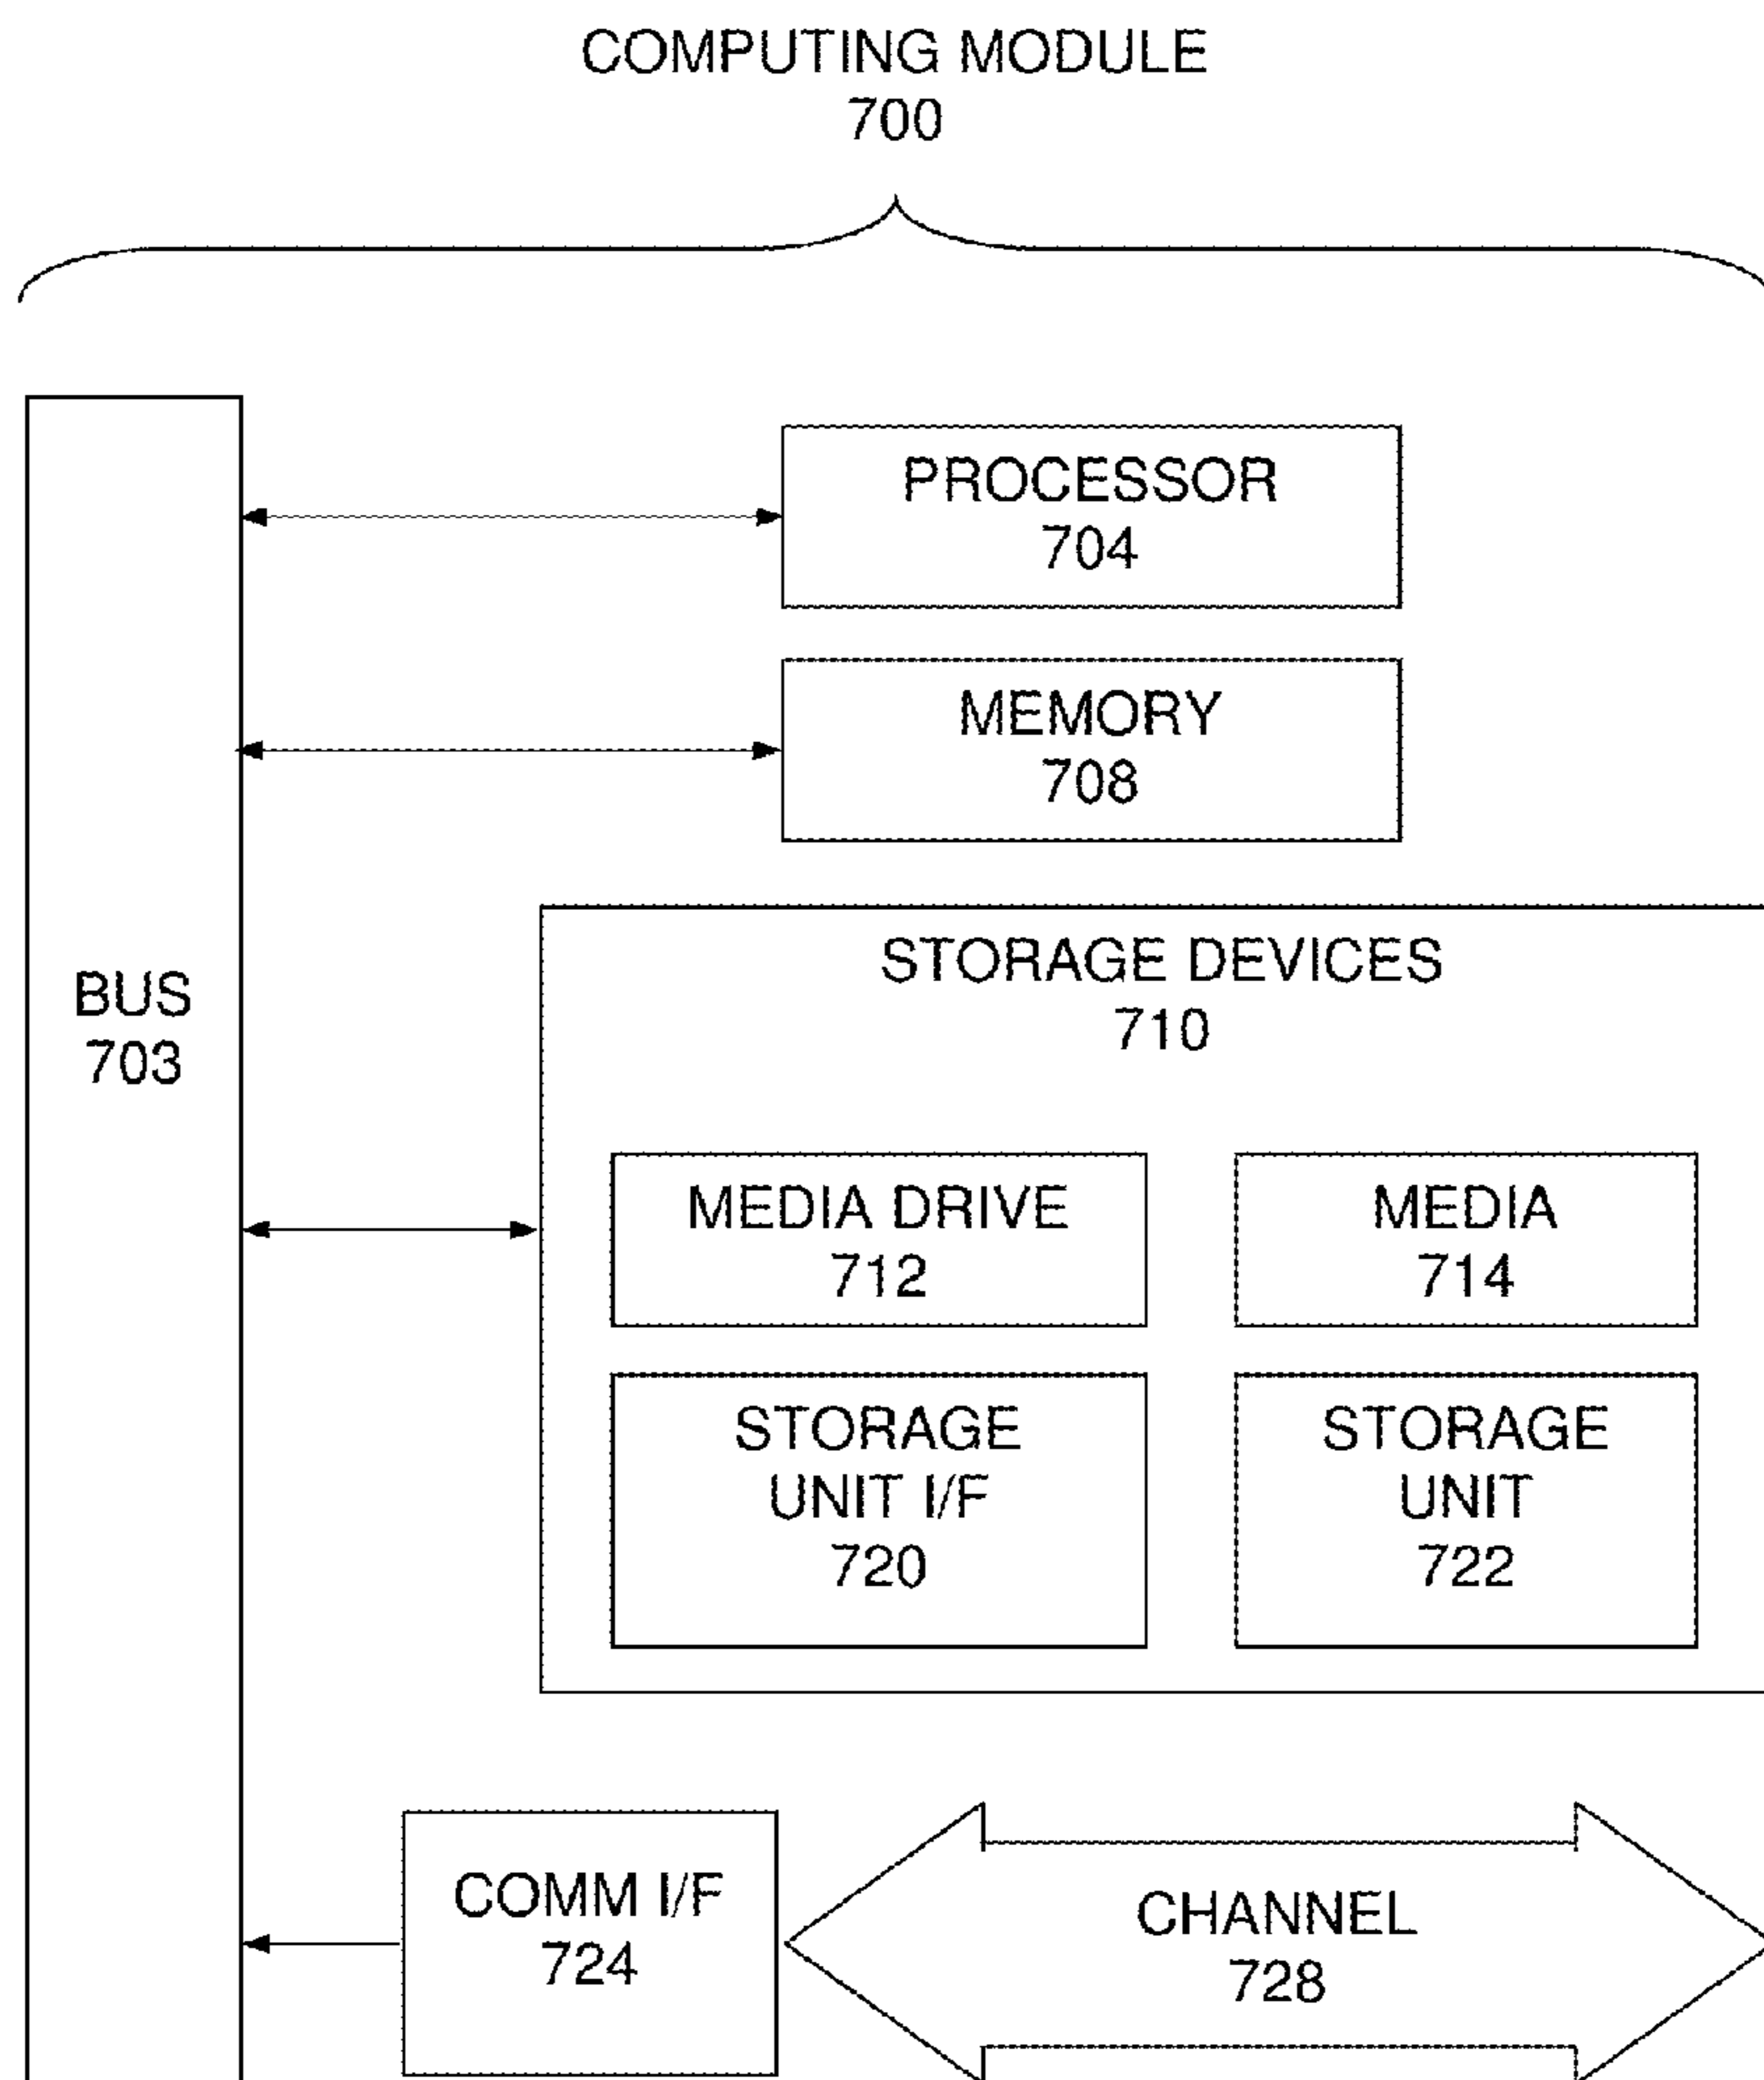 COMPUTING MODULE
700
PROCESSOR
704
MEMORY
708
BUS
703
STORAGE DEVICES
710
MEDIA DRIVE
712
MEDIA
714
STORAGE
UNIT I/F
720
STORAGE
UNIT
722
COMM I/F
724
CHANNEL
728